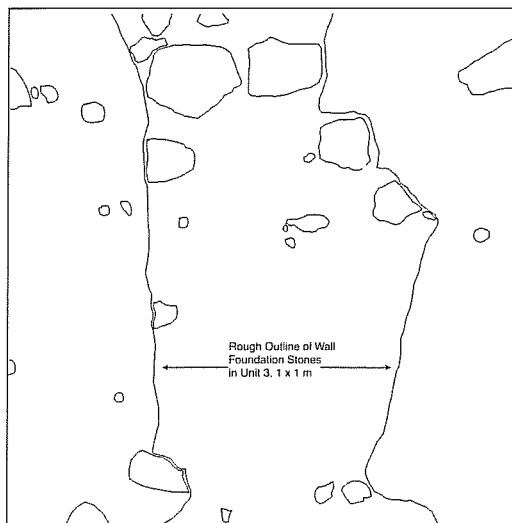 Rough Outline of Wall
Foundation Stones
in Unit 3, 1 x 1 m